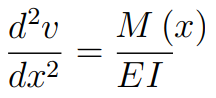 d²v/dx² = M (x)/EI